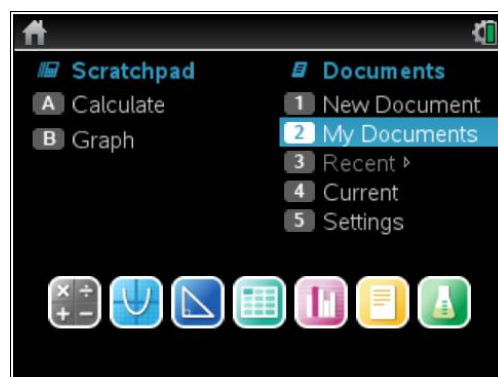 Scratchpad
A Calculate
B Graph
Documents
1 New Document
2 My Documents
3 Recent ▹
4 Current
5 Settings